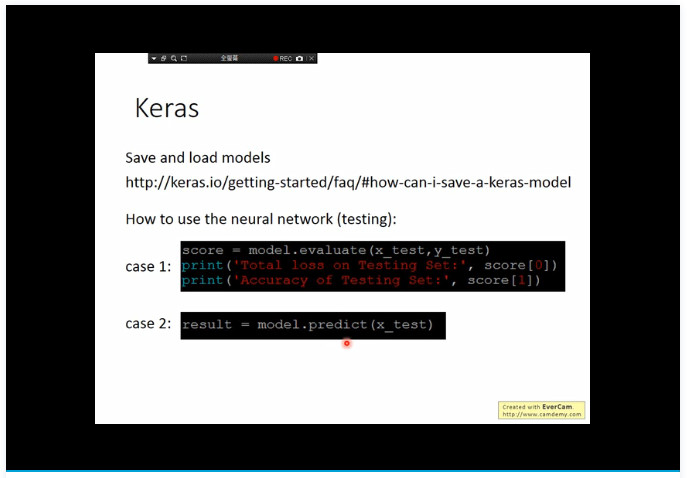 全螢幕 REC
Keras
Save and load models
http://keras.io/getting-started/faq/#how-can-i-save-a-keras-model
How to use the neural network (testing):
case 1:
score = model.evaluate(x_test,y_test)
print('Total loss on Testing Set:', score[0])
print('Accuracy of Testing Set:', score[1])
case 2:
result = model.predict(x_test)
Created with EverCam.
http://www.camdemy.com